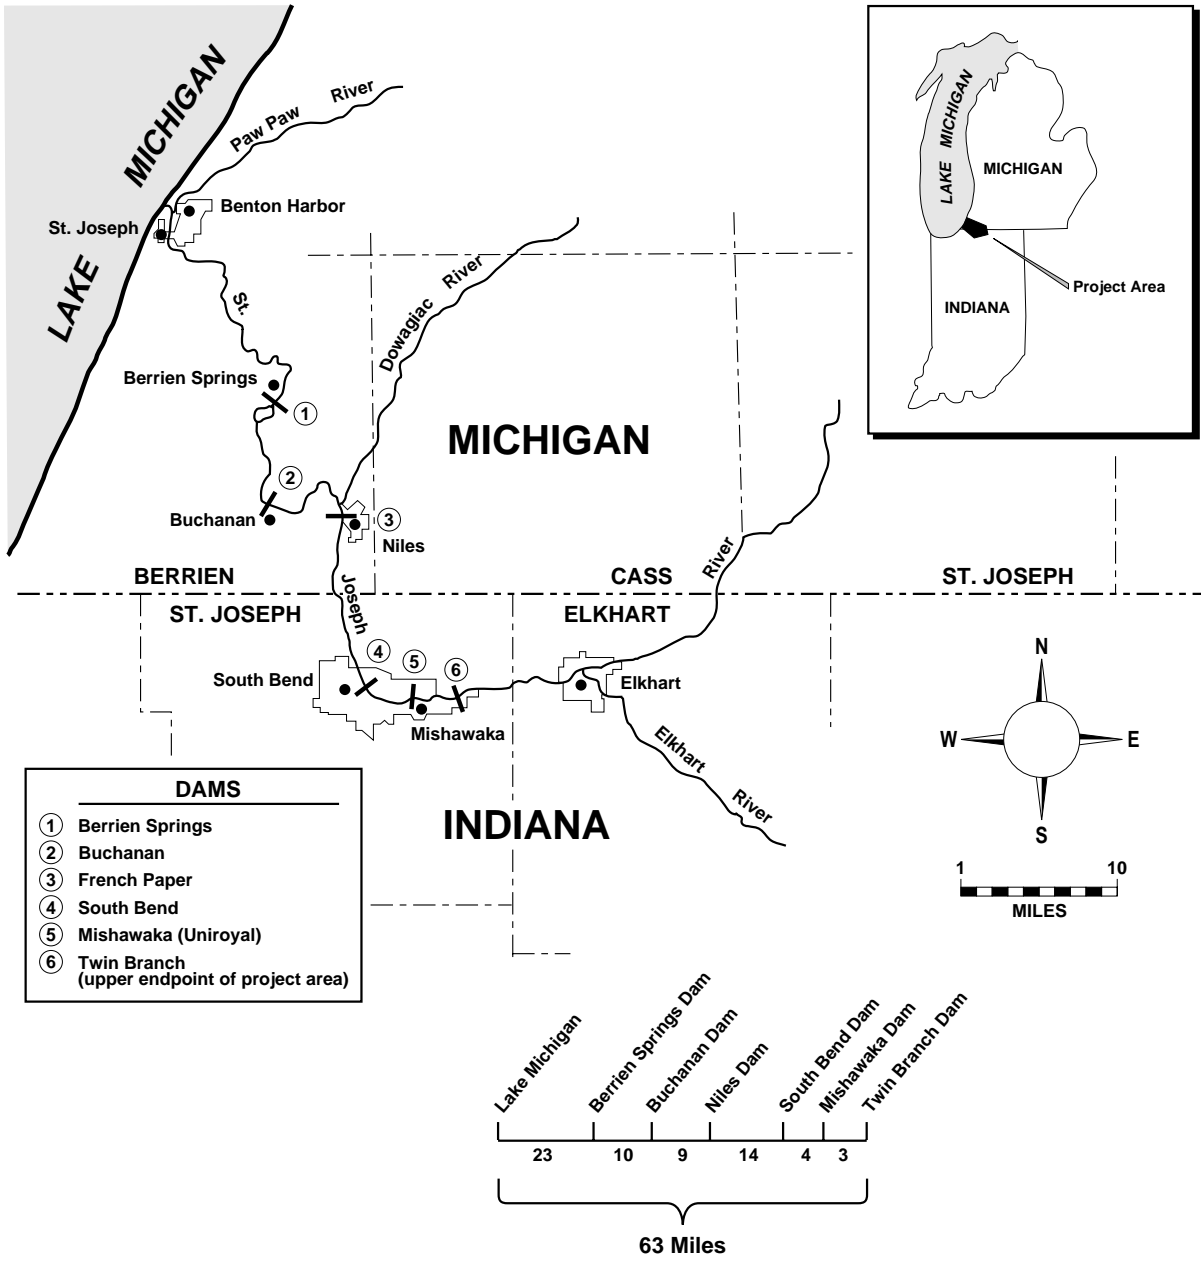 LAKE MICHIGAN
Paw Paw River
Benton Harbor
St. Joseph
St.
Dowagiac River
Berrien Springs
1
MICHIGAN
2
Buchanan
3
Niles
BERRIEN
CASS
ST. JOSEPH
ST. JOSEPH
ELKHART
River
Joseph
4
5
6
South Bend
Mishawaka
Elkhart
Elkhart River
INDIANA
LAKE MICHIGAN
MICHIGAN
Project Area
INDIANA
N
W
E
S
1 10
MILES
DAMS
1 Berrien Springs
2 Buchanan
3 French Paper
4 South Bend
5 Mishawaka (Uniroyal)
6 Twin Branch
(upper endpoint of project area)
Lake Michigan
Berrien Springs Dam
Buchanan Dam
Niles Dam
South Bend Dam
Mishawaka Dam
Twin Branch Dam
23 10 9 14 4 3
63 Miles